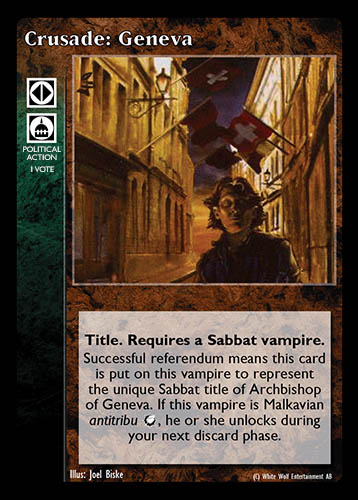 Crusade: Geneva
POLITICAL
ACTION
1 VOTE
Title. Requires a Sabbat vampire.
Successful referendum means this card
is put on this vampire to represent
the unique Sabbat title of Archbishop
of Geneva. If this vampire is Malkavian
antitribu , he or she unlocks during
your next discard phase.
Illus: Joel Biske
(C) White Wolf Entertainment AB